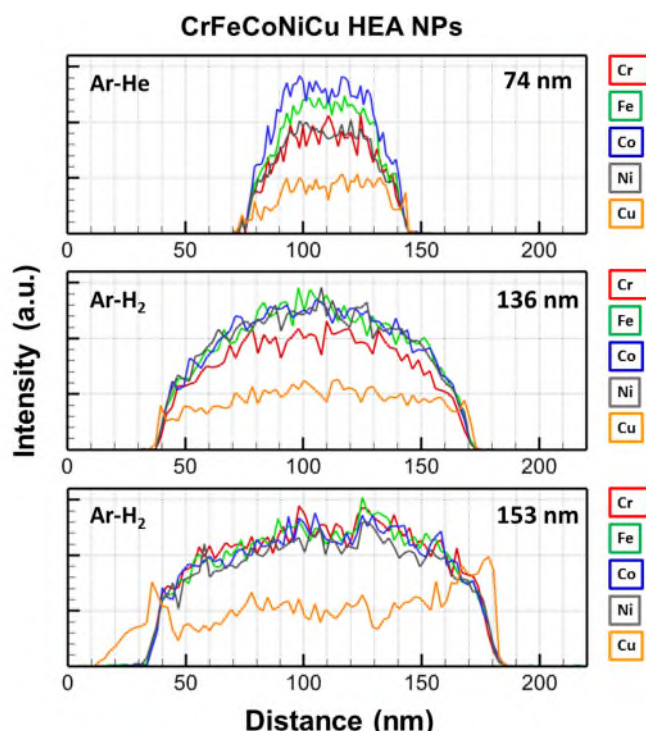 CrFeCoNiCu HEA NPs
Ar-He
74 nm
Cr
Fe
Co
Ni
Cu
0
50
100
150
200
Ar-H₂
136 nm
Cr
Fe
Co
Ni
Cu
0
50
100
150
200
Ar-H₂
153 nm
Cr
Fe
Co
Ni
Cu
0
50
100
150
200
Intensity (a.u.)
Distance (nm)